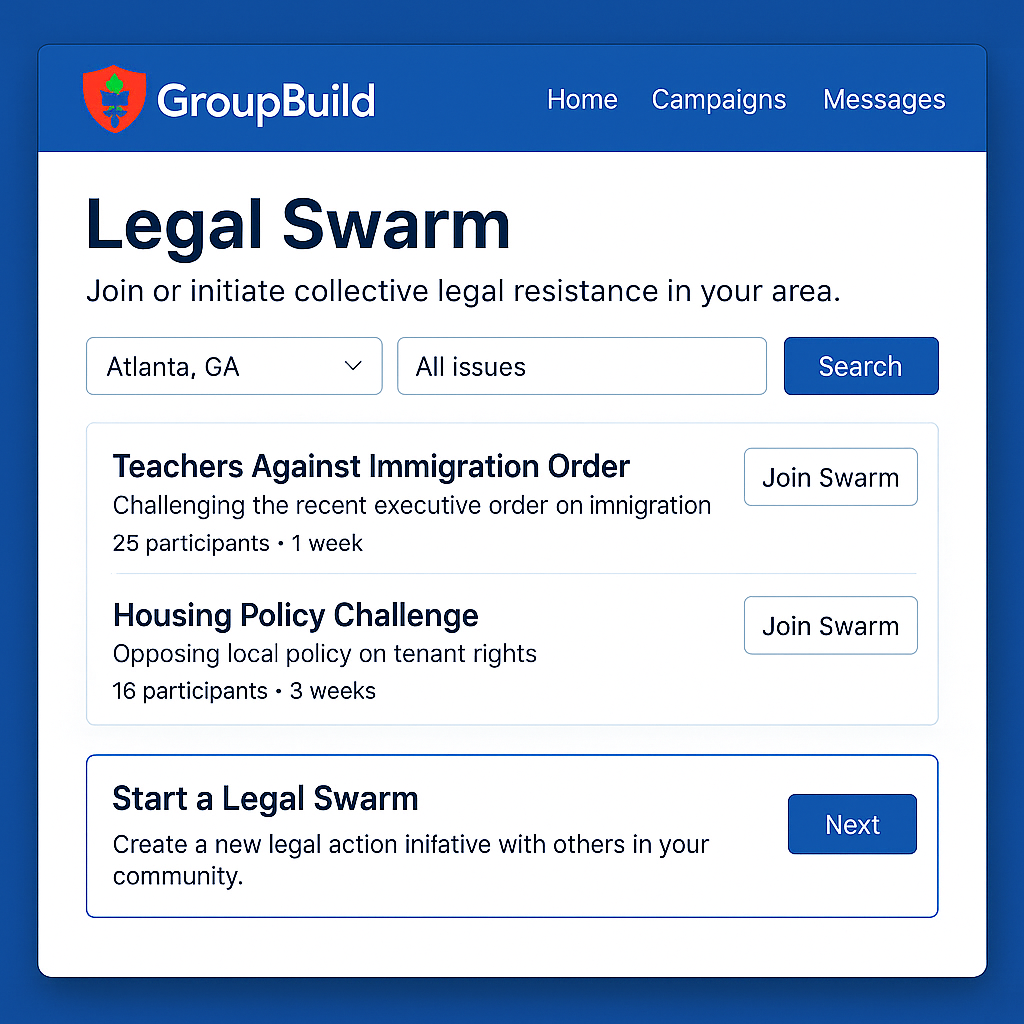 GroupBuild
Home Campaigns Messages
Legal Swarm
Join or initiate collective legal resistance in your area.
Atlanta, GA
All issues
Search
Teachers Against Immigration Order
Join Swarm
Challenging the recent executive order on imnigration
25 participants • 1 week
Housing Policy Challenge
Join Swarm
Opposing local policy on tenant rights
16 participants • 3 weeks
Start a Legal Swarm
Next
Create a new legal action inifative with others in your
community.